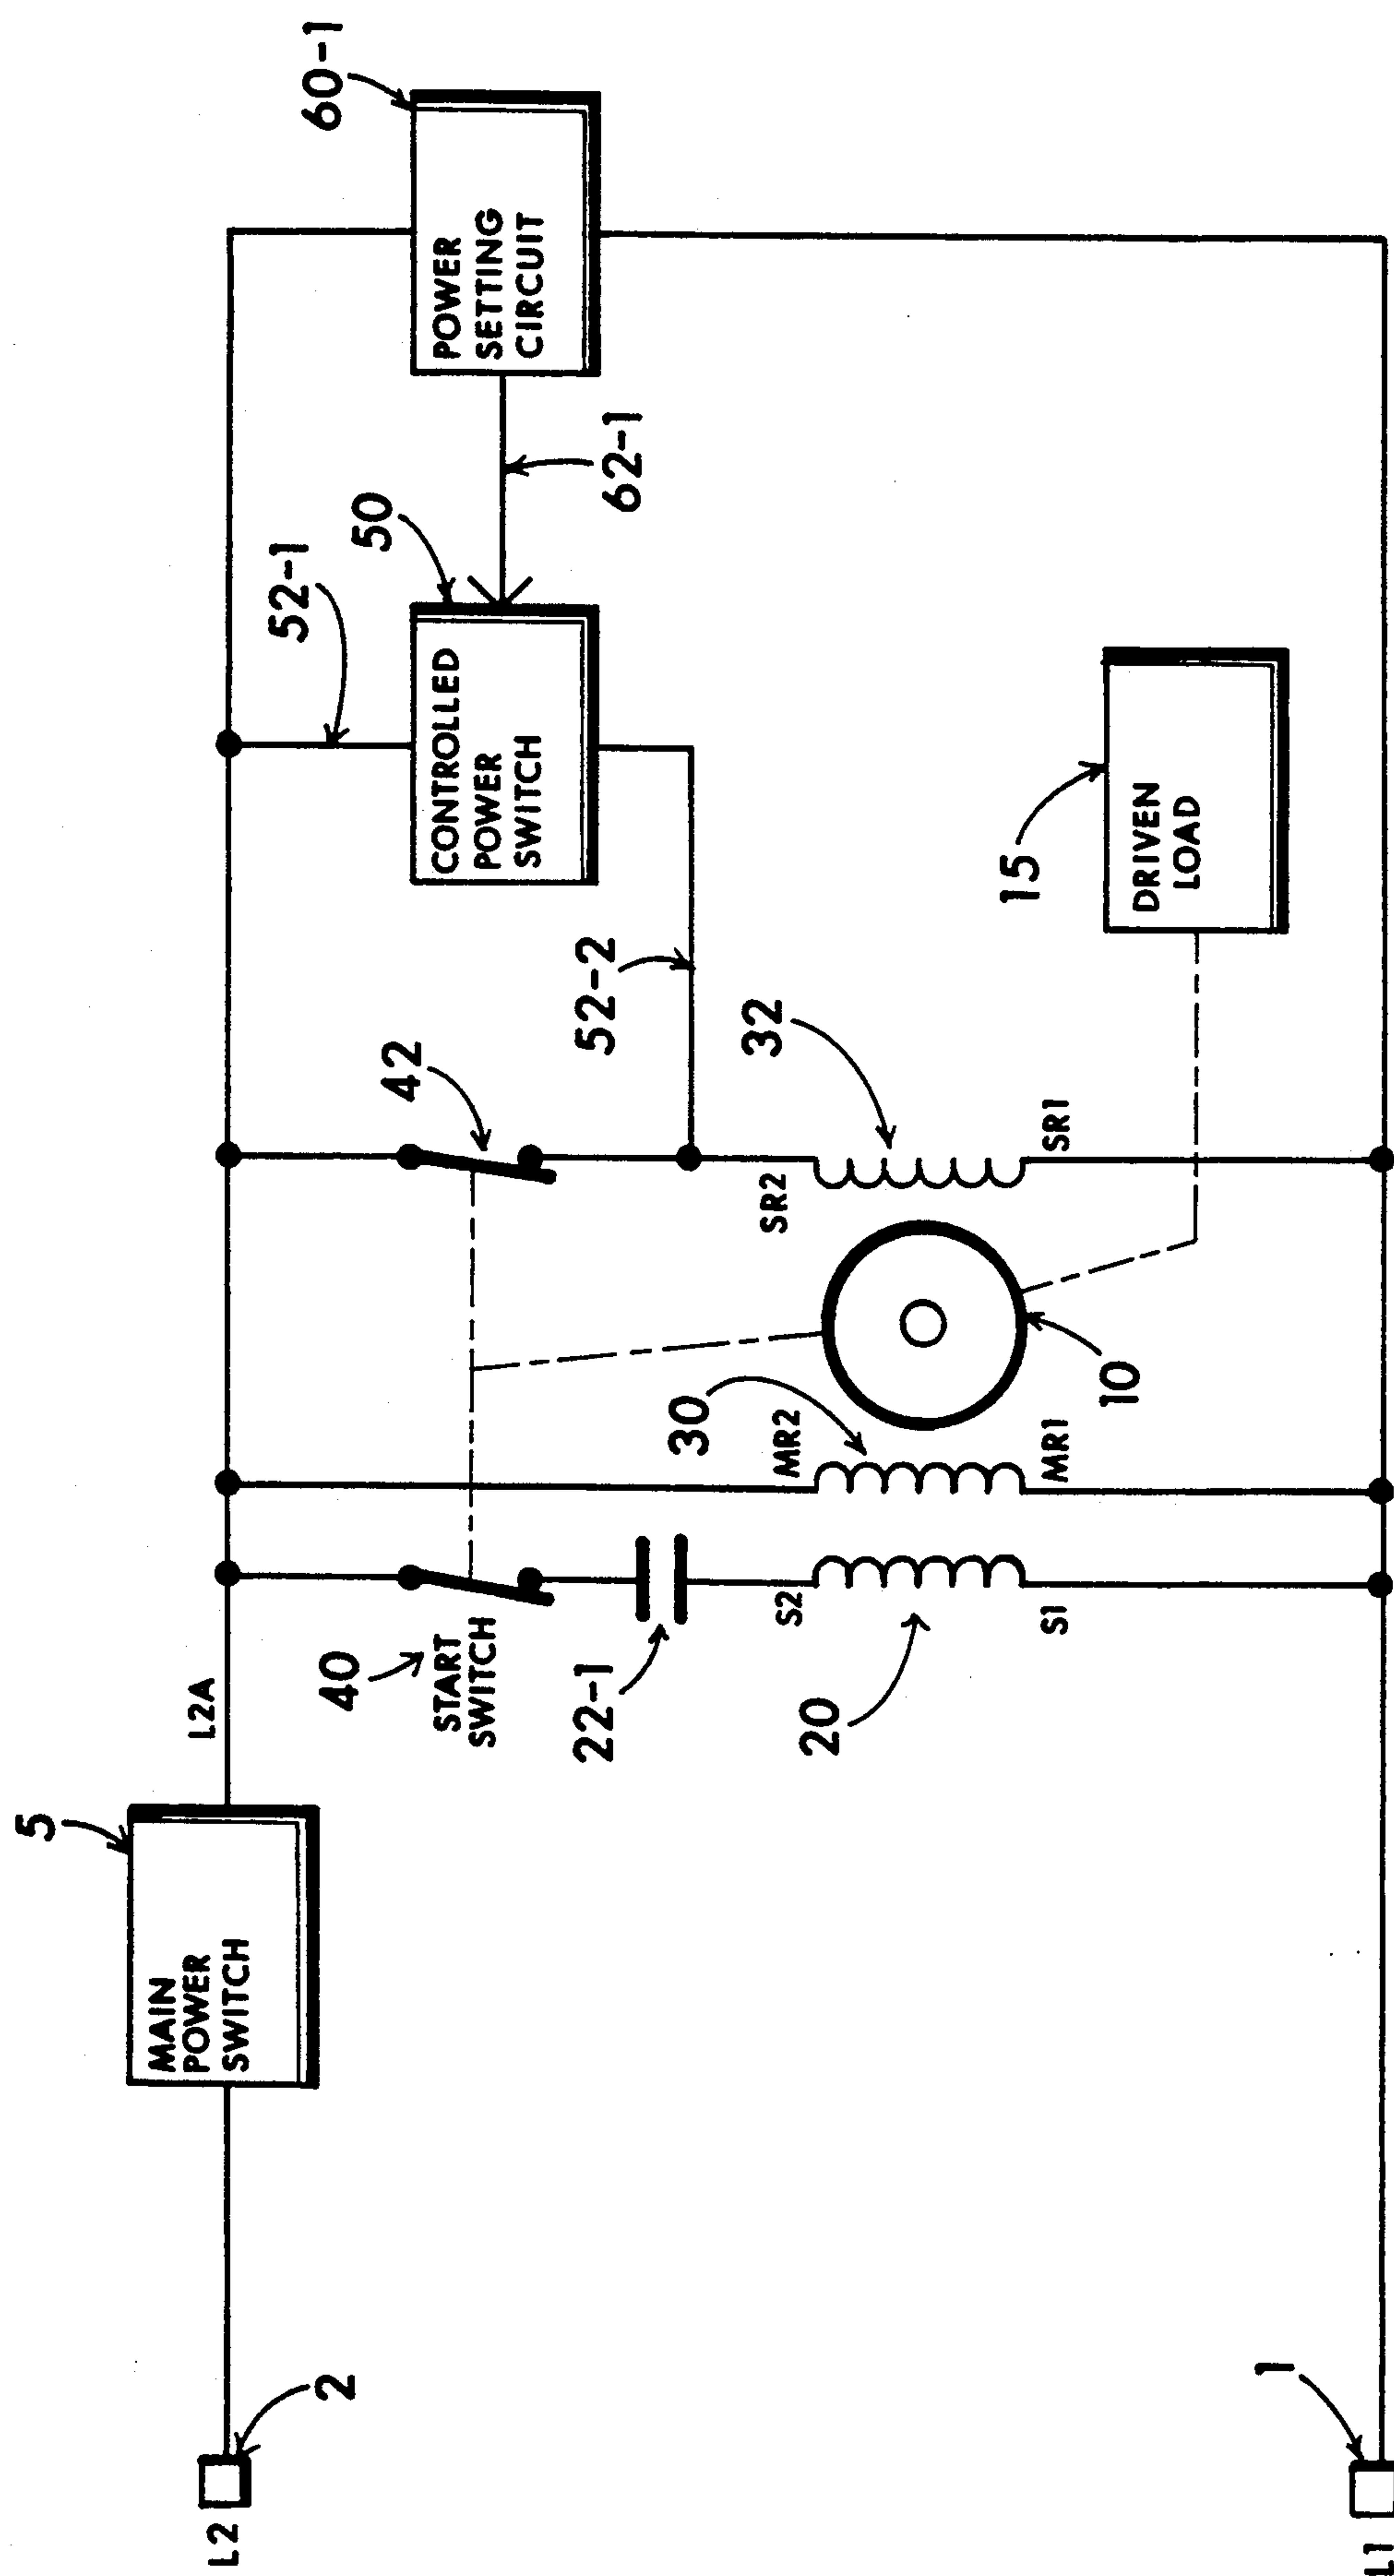 L2
2
5
MAIN
POWER
SWITCH
L2A
40
START
SWITCH
22-1
S2
20
S1
30
MR2
MR1
10
42
SR2
32
SR1
52-2
52-1
50
CONTROLLED
POWER
SWITCH
62-1
60-1
POWER
SETTING
CIRCUIT
15
DRIVEN
LOAD
1
L1